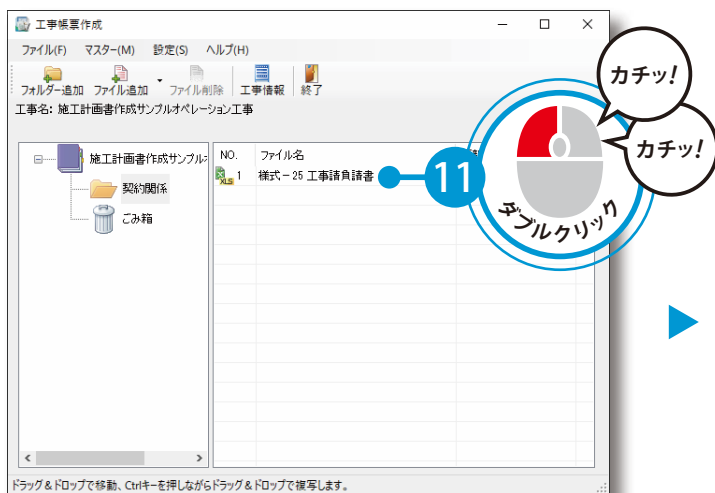 工事帳票作成
ファイル(F) マスター(M) 設定(S) ヘルプ(H)
フォルダー追加 ファイル追加 ファイル削除 工事情報 終了
工事名: 施工計画書作成サンプルオペレーション工事
施工計画書作成サンプル
契約関係
ごみ箱
NO. ファイル名
XLS 1 様式-25 工事請負請書
11
カチッ!
カチッ!
ダブルクリック
ドラッグ&ドロップで移動、Ctrlキーを押しながらドラッグ&ドロップで複写します。